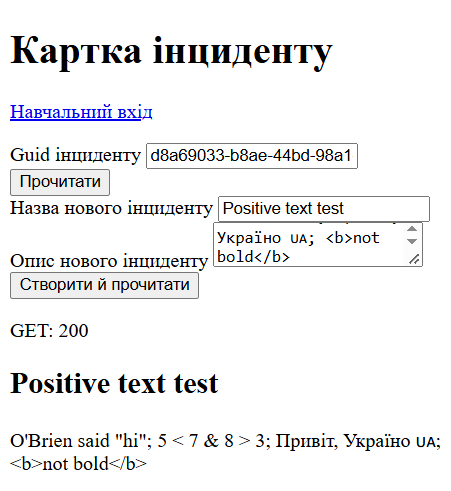 Картка інциденту
Навчальний вхід
Guid інциденту d8a69033-b8ae-44bd-98a1
Прочитати
Назва нового інциденту Positive text test
Україно UA; <b>not
Опис нового інциденту bold</b>
Створити й прочитати
GET: 200
Positive text test
O'Brien said "hi"; 5 < 7 & 8 > 3; Привіт, Україно UA;
<b>not bold</b>